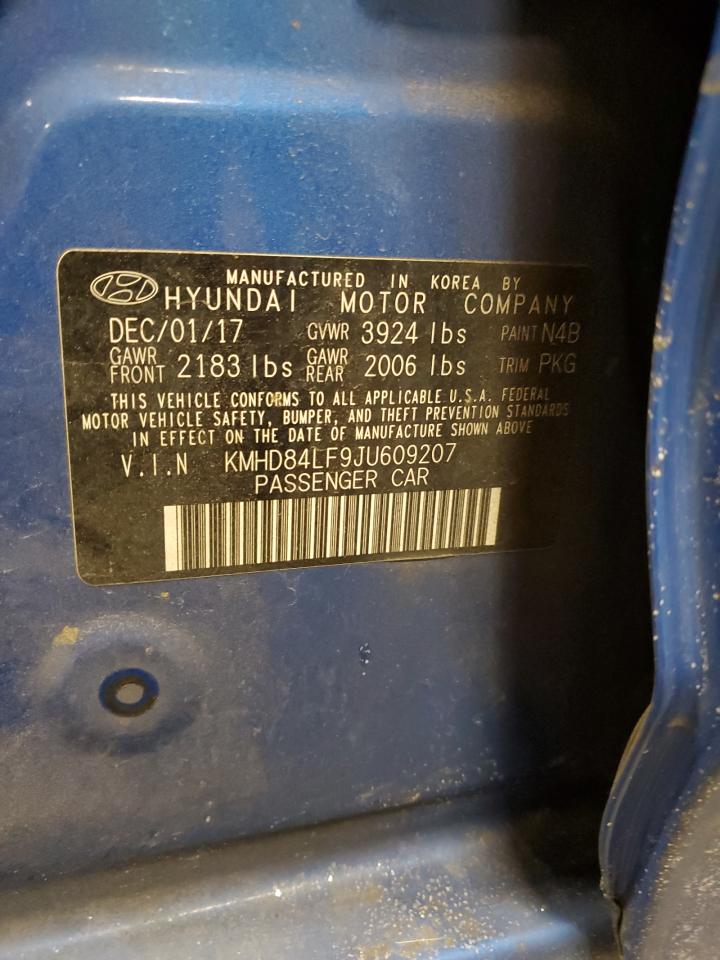 MANUFACTURED IN KOREA BY
HYUNDAI MOTOR COMPANY
DEC/01/17 GVWR 3924 lbs PAINT N4B
GAWR FRONT 2183 lbs GAWR REAR 2006 lbs TRIM PKG
THIS VEHICLE CONFORMS TO ALL APPLICABLE U.S.A. FEDERAL
MOTOR VEHICLE SAFETY, BUMPER, AND THEFT PREVENTION STANDARDS
IN EFFECT ON THE DATE OF MANUFACTURE SHOWN ABOVE
V.I.N KMHD84LF9JU609207
PASSENGER CAR